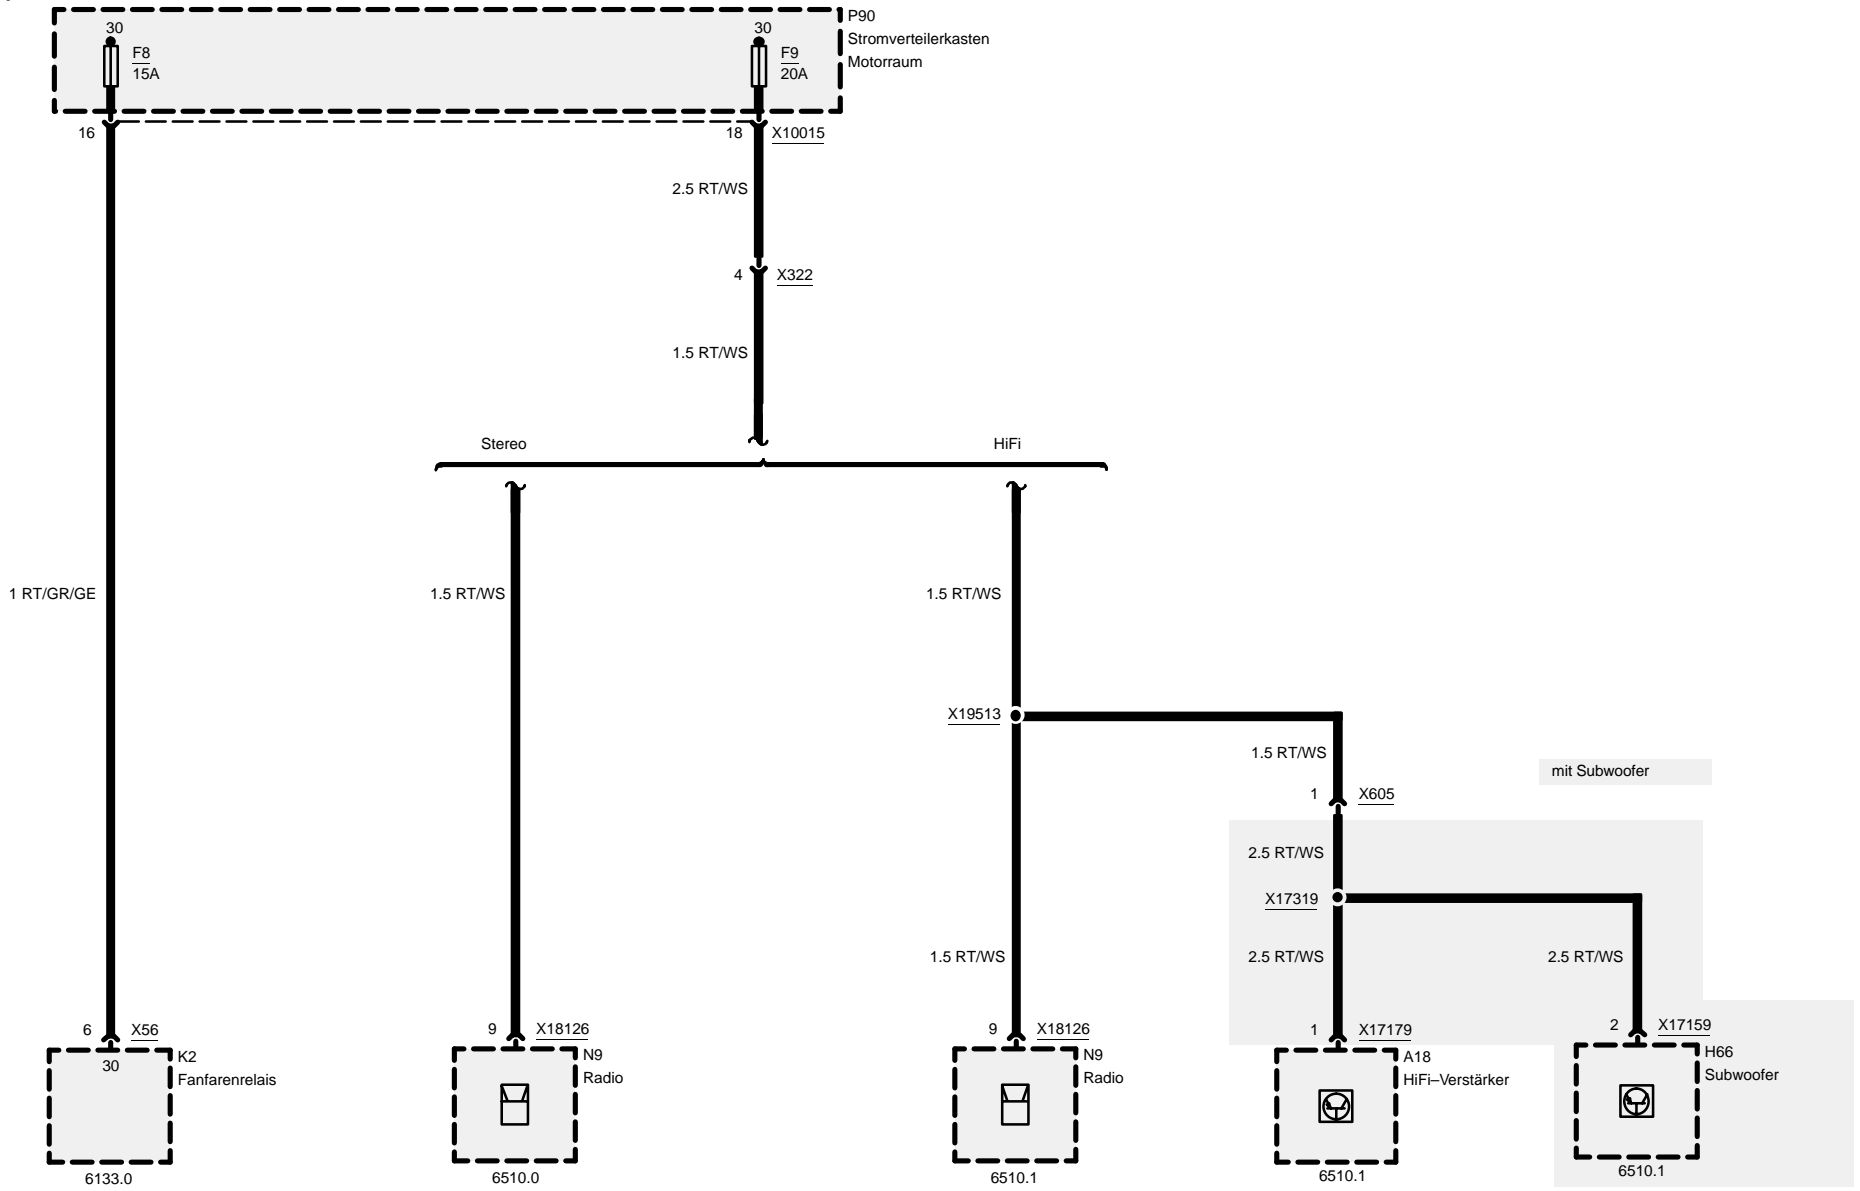 P90
Stromverteilerkasten
Motorraum
30
F8
15A
30
F9
20A
16
18 X10015
2.5 RT/WS
4 X322
1.5 RT/WS
Stereo
HiFi
1 RT/GR/GE
1.5 RT/WS
1.5 RT/WS
X19513
1.5 RT/WS
mit Subwoofer
1 X605
2.5 RT/WS
X17319
1.5 RT/WS
2.5 RT/WS
2.5 RT/WS
6 X56
9 X18126
9 X18126
1 X17179
2 X17159
30
K2
Fanfarenrelais
N9
Radio
N9
Radio
A18
HiFi–Verstärker
H66
Subwoofer
6133.0
6510.0
6510.1
6510.1
6510.1